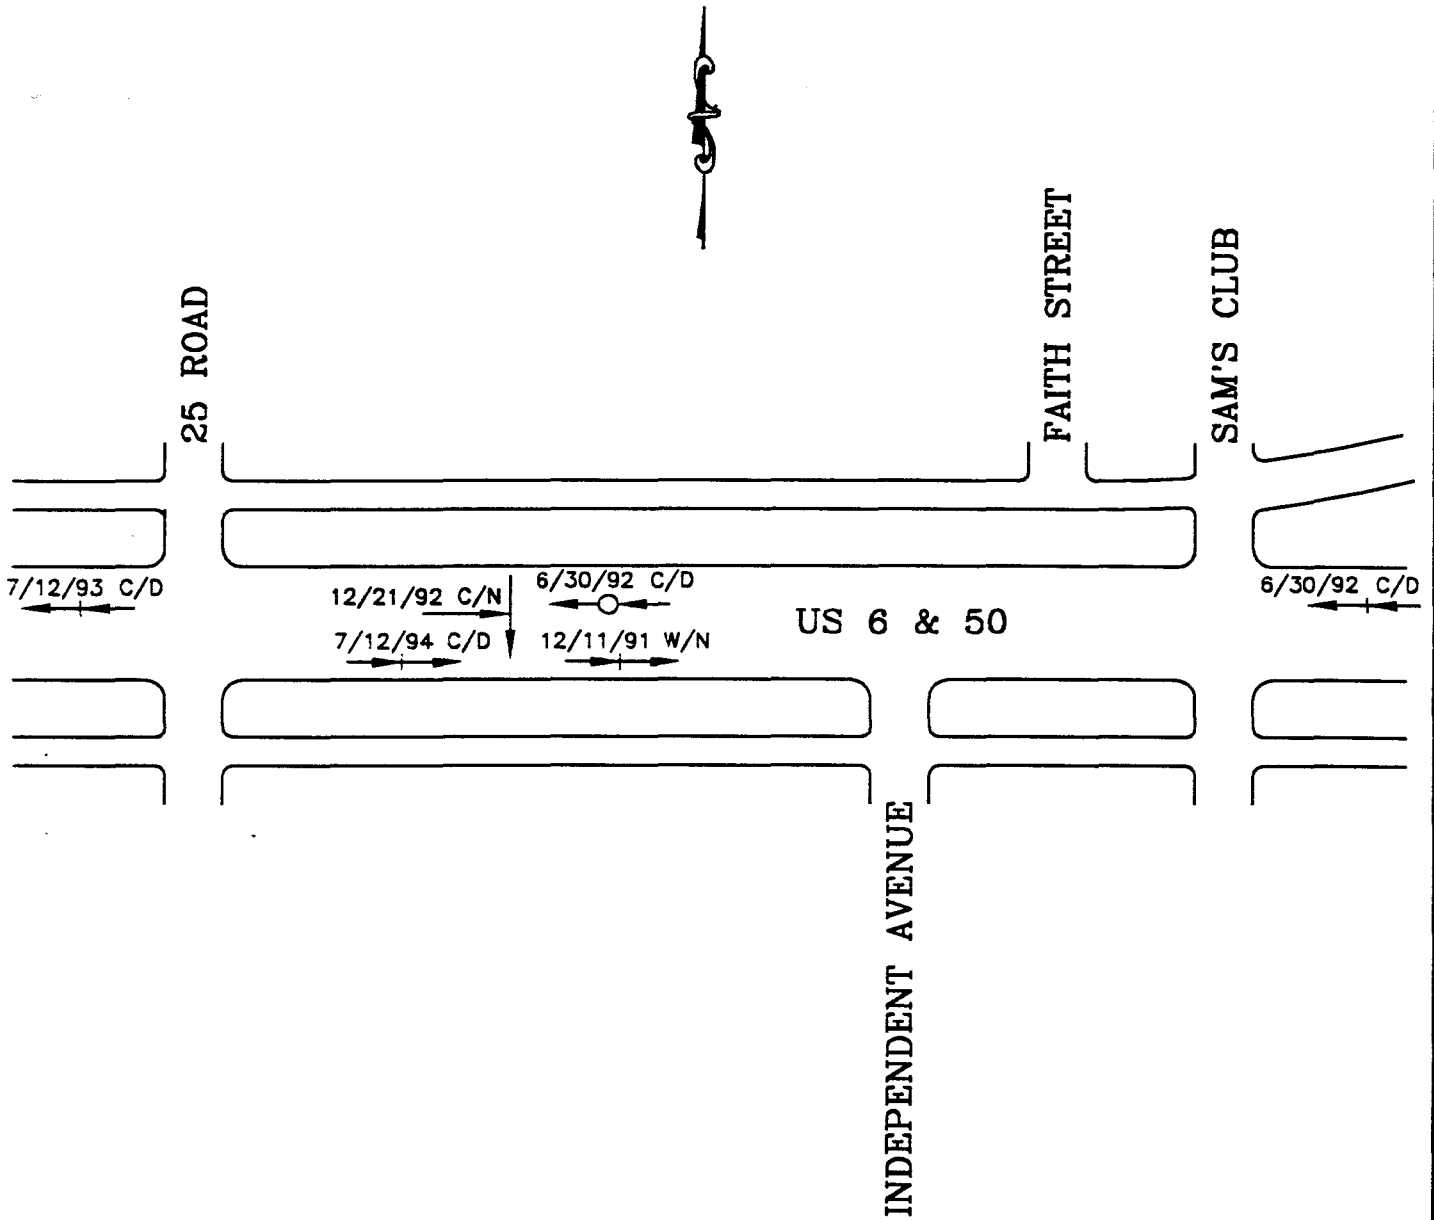 FAITH STREET
SAM'S CLUB
25 ROAD
7/12/93 C/D
12/21/92 C/N
6/30/92 C/D
6/30/92 C/D
US 6 & 50
7/12/94 C/D
12/11/91 W/N
INDEPENDENT AVENUE